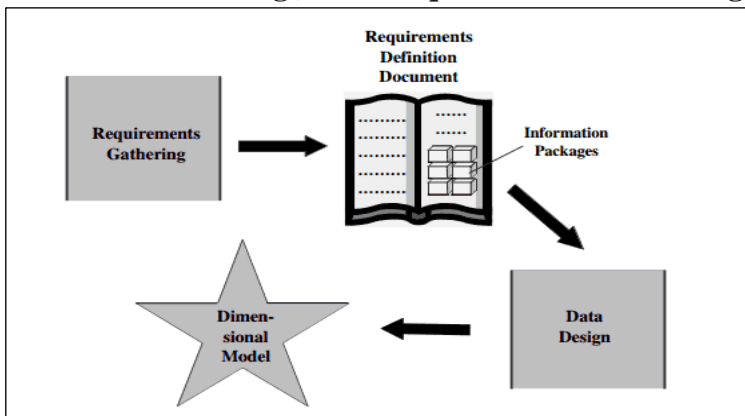 Requirements
Definition
Document
Requirements
Gathering
Information
Packages
Dimen-
sional
Model
Data
Design